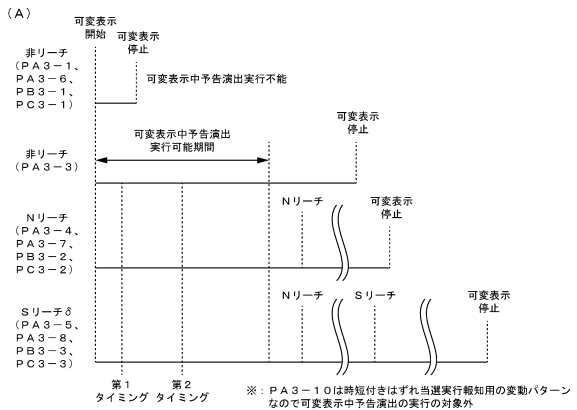 （A）
可変表示
開始
可変表示
停止
非リーチ
（PA3－1、
PA3－6、
PB3－1、
PC3－1）
可変表示中予告演出実行不能
可変表示
停止
可変表示中予告演出
実行可能期間
非リーチ
（PA3－3）
Nリーチ
可変表示
停止
Nリーチ
（PA3－4、
PA3－7、
PB3－2、
PC3－2）
Nリーチ
Sリーチ
可変表示
停止
Sリーチδ
（PA3－5、
PA3－8、
PB3－3、
PC3－3）
第1
タイミング
第2
タイミング
※：PA3－10は時短付きはずれ当選実行報知用の変動パターン
なので可変表示中予告演出の実行の対象外